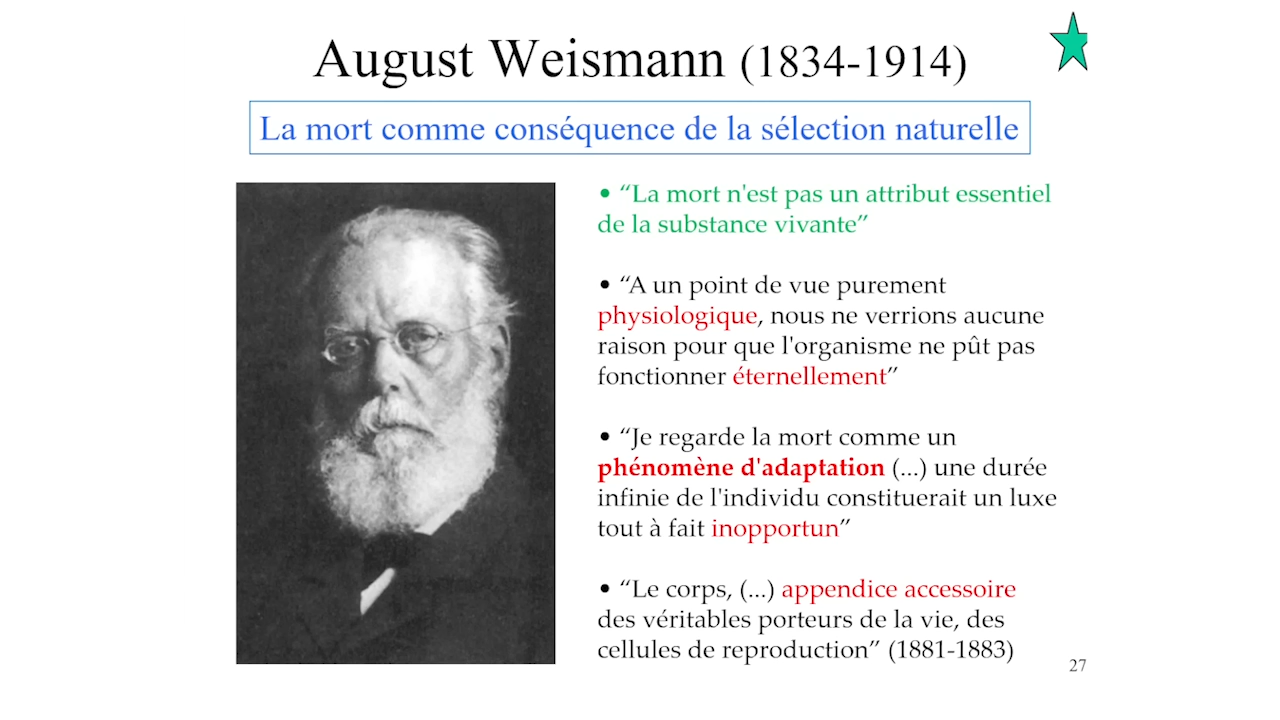 August Weismann (1834-1914)
La mort comme conséquence de la sélection naturelle
• “La mort n'est pas un attribut essentiel
de la substance vivante”
• “A un point de vue purement
physiologique, nous ne verrions aucune
raison pour que l'organisme ne pût pas
fonctionner éternellement”
• “Je regarde la mort comme un
phénomène d'adaptation (...) une durée
infinie de l'individu constituerait un luxe
tout à fait inopportun”
• “Le corps, (...) appendice accessoire
des véritables porteurs de la vie, des
cellules de reproduction” (1881-1883)
27